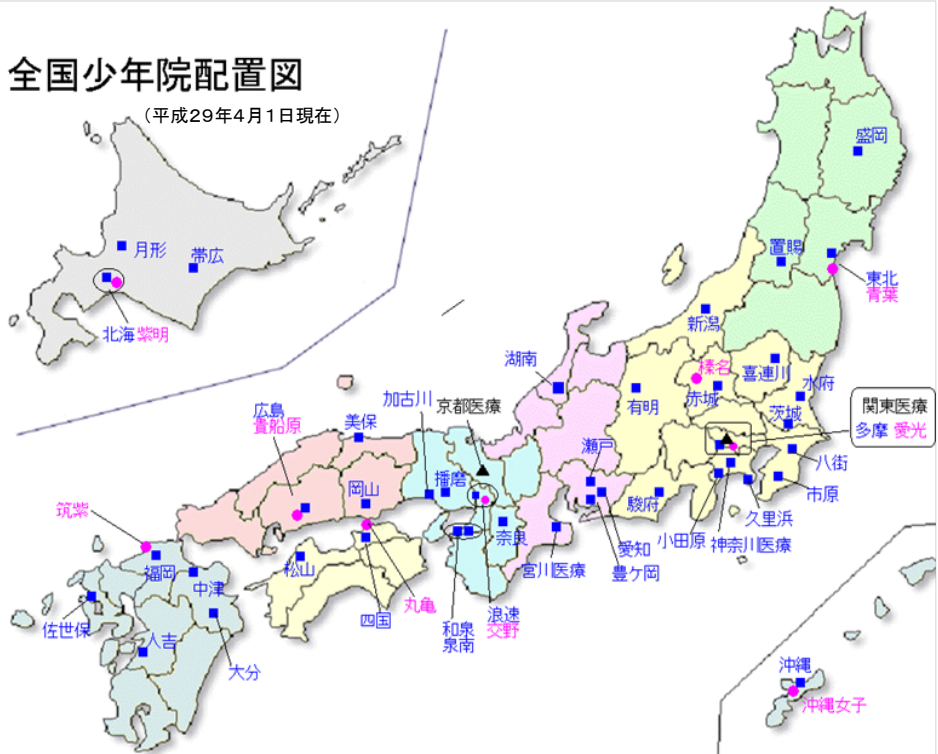 全国少年院配置図
（平成29年4月1日現在）
盛岡
月形
帯広
置賜
東北
青葉
北海 紫明
新潟
湖南
榛名
喜連川
水府
加古川
京都医療
有明
赤城
茨城
関東医療
多摩 愛光
広島
貴船原
美保
瀬戸
八街
播磨
岡山
駿府
市原
筑紫
久里浜
奈良
小田原
神奈川医療
愛知
豊ケ岡
福岡
松山
宮川医療
中津
丸亀
四国
浪速
交野
和泉
泉南
佐世保
人吉
大分
沖縄
沖縄女子